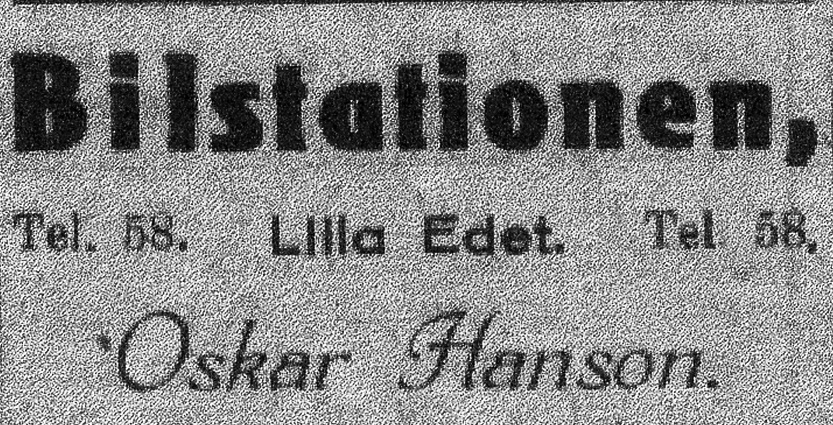 Bilstationen,
Tel. 58. Lilla Edet. Tel 58.
Oskar Hanson.